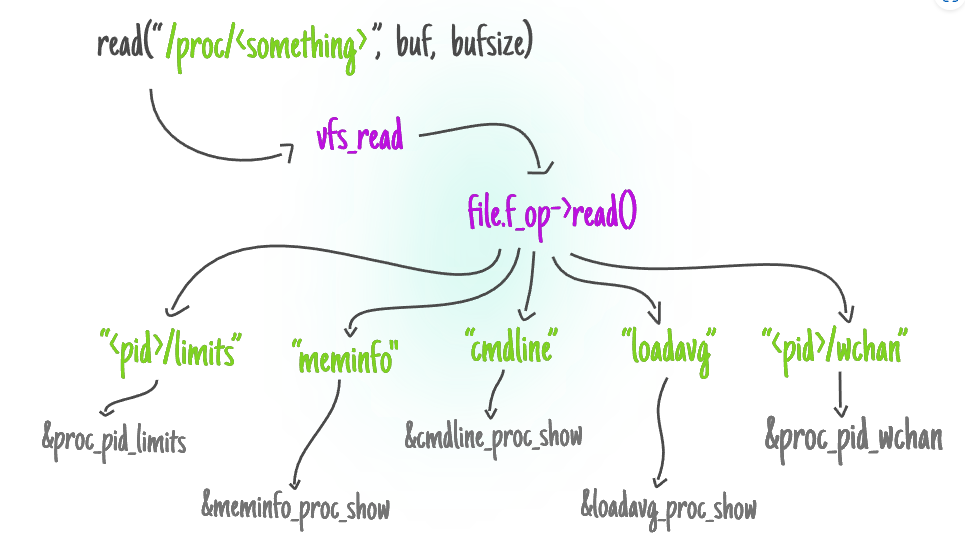 read("/proc/<something>", buf, bufsize)
vfs_read
file.f_op->read()
"<pid>/limits"
"meminfo"
"cmdline"
"loadavg"
"<pid>/wchan"
&proc_pid_limits
&meminfo_proc_show
&cmdline_proc_show
&loadavg_proc_show
&proc_pid_wchan